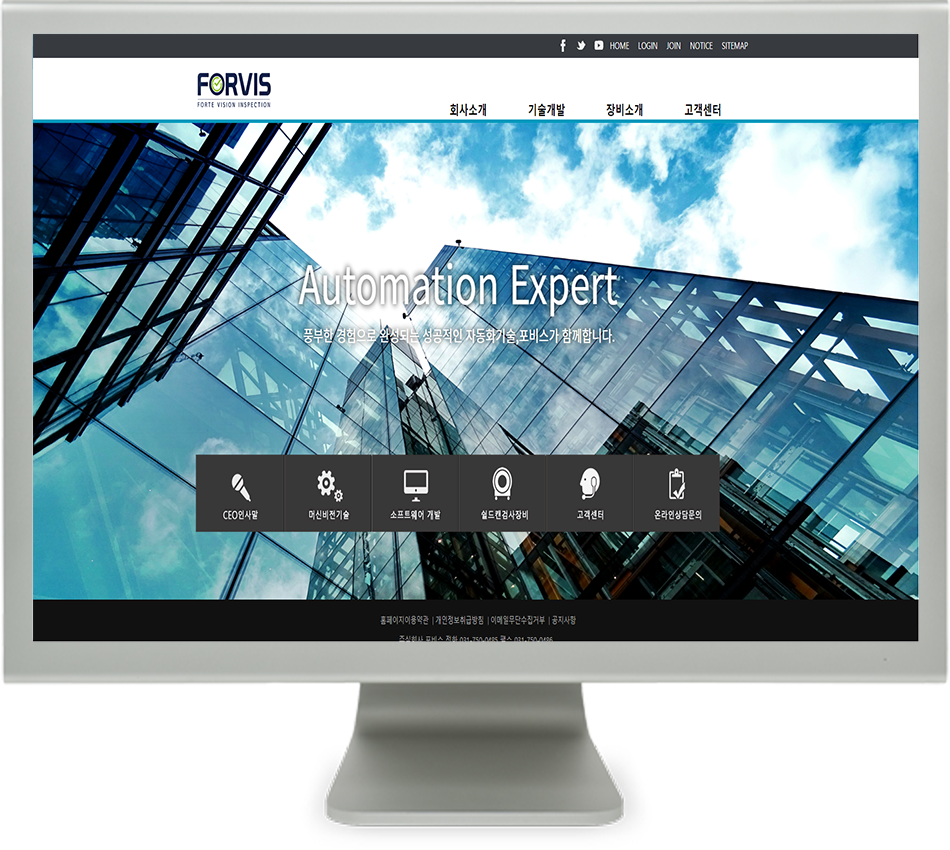 HOME LOGIN JOIN NOTICE SITEMAP
FORVIS
FORTE VISION INSPECTION
회사소개 기술개발 장비소개 고객센터
Automation Expert
풍부한 경험으로 완성되는 성공적인 자동화기술,포비스가 함께합니다.
CEO인사말 머신비전기술 소프트웨어 개발 쉴드캔검사장비 고객센터 온라인상담문의
홈페이지이용약관 | 개인정보취급방침 | 이메일무단수집거부 | 공지사항
주식회사 포비스 전화 031-750-0485 팩스 031-750-0486